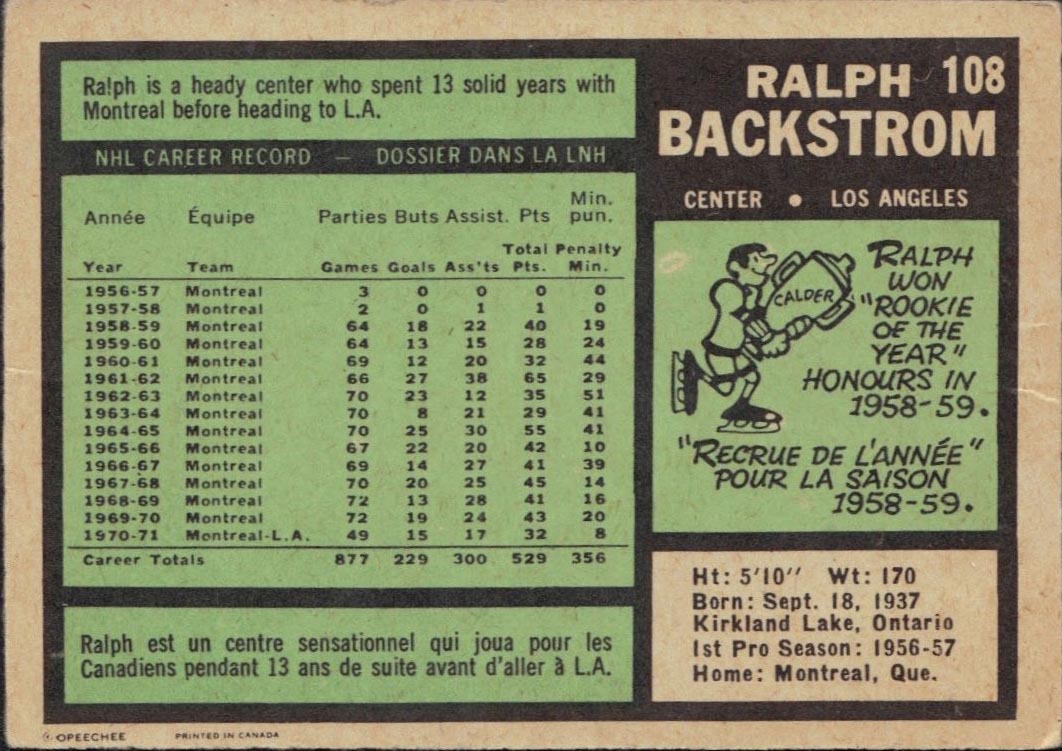 Ralph is a heady center who spent 13 solid years with
Montreal before heading to L.A.
NHL CAREER RECORD — DOSSIER DANS LA LNH
Année Équipe Parties Buts Assist. Pts Min. pun.
Year Team Games Goals Ass'ts Total Pts. Penalty Min.
1956-57 Montreal 3 0 0 0 0
1957-58 Montreal 2 0 1 1 0
1958-59 Montreal 64 18 22 40 19
1959-60 Montreal 64 13 15 28 24
1960-61 Montreal 69 12 20 32 44
1961-62 Montreal 66 27 38 65 29
1962-63 Montreal 70 23 12 35 51
1963-64 Montreal 70 8 21 29 41
1964-65 Montreal 70 25 30 55 41
1965-66 Montreal 67 22 20 42 10
1966-67 Montreal 69 14 27 41 39
1967-68 Montreal 70 20 25 45 14
1968-69 Montreal 72 13 28 41 16
1969-70 Montreal 72 19 24 43 20
1970-71 Montreal-L.A. 49 15 17 32 8
Career Totals 877 229 300 529 356
Ralph est un centre sensationnel qui joua pour les
Canadiens pendant 13 ans de suite avant d'aller à L.A.
RALPH 108
BACKSTROM
CENTER • LOS ANGELES
CALDER
RALPH
WON
"ROOKIE
OF THE
YEAR"
HONOURS IN
1958-59.
"RECRUE DE L'ANNÉE"
POUR LA SAISON
1958-59.
Ht: 5'10" Wt: 170
Born: Sept. 18, 1937
Kirkland Lake, Ontario
1st Pro Season: 1956-57
Home: Montreal, Que.
© OPEECHEE PRINTED IN CANADA